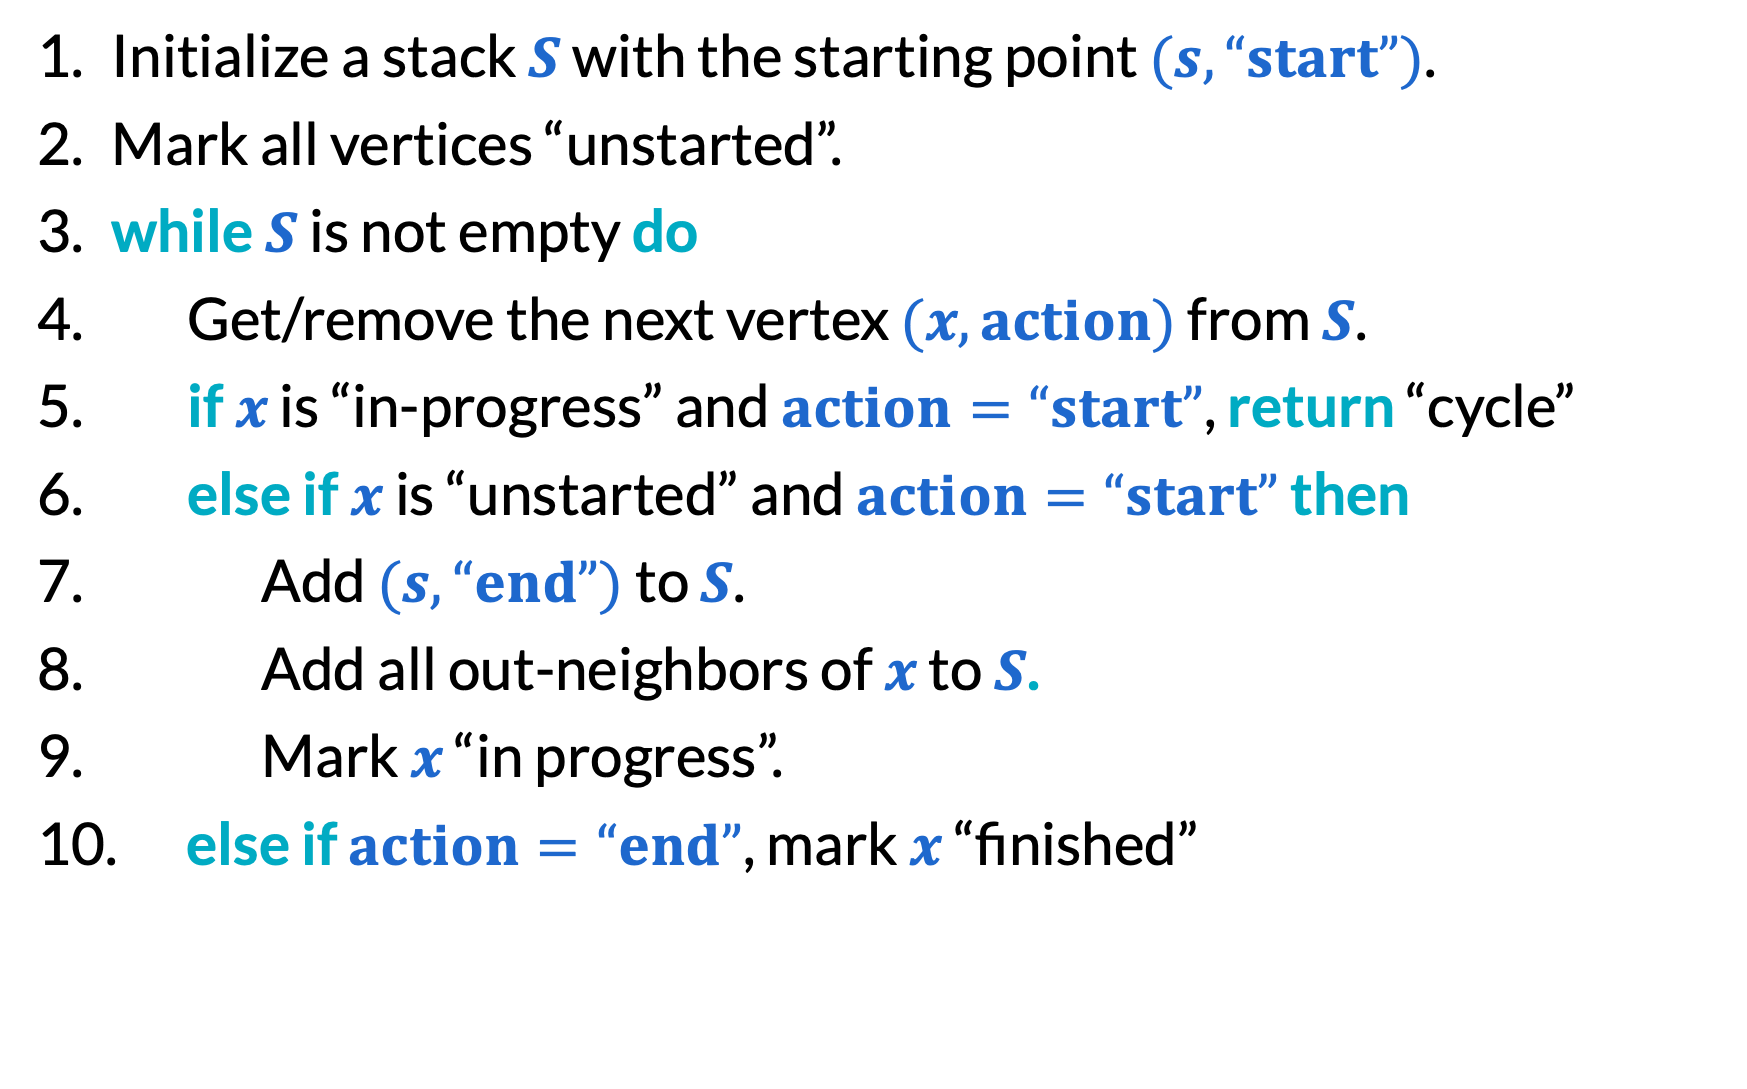 1. Initialize a stack S with the starting point (s, “start”).
2. Mark all vertices “unstarted”.
3. while S is not empty do
4. Get/remove the next vertex (x, action) from S.
5. if x is “in-progress” and action = “start”, return “cycle”
6. else if x is “unstarted” and action = “start” then
7. Add (s, “end”) to S.
8. Add all out-neighbors of x to S.
9. Mark x “in progress”.
10. else if action = “end”, mark x “finished”